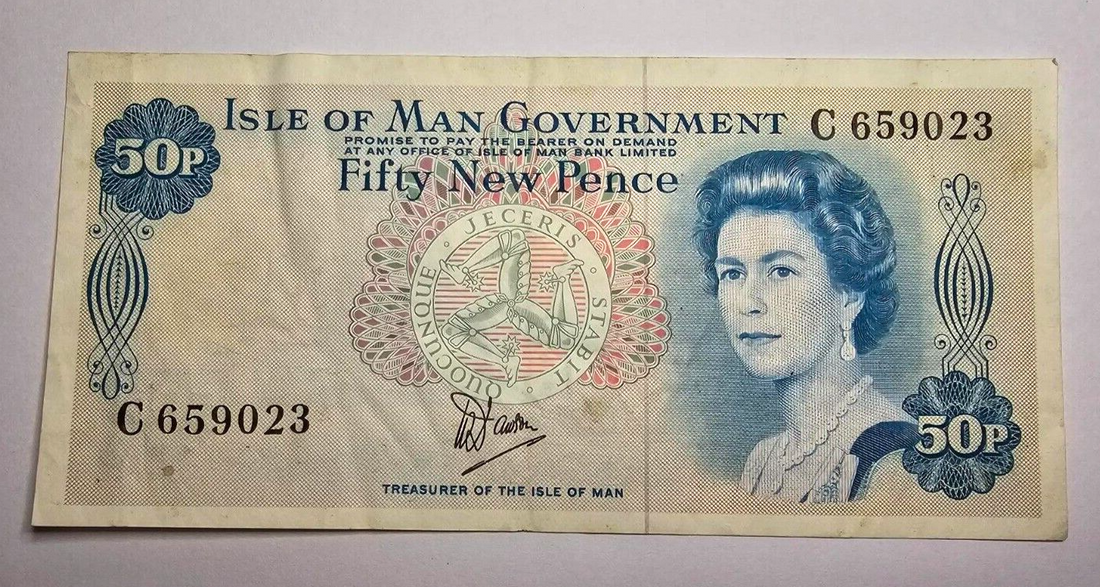 50P
ISLE OF MAN GOVERNMENT
C 659023
PROMISE TO PAY THE BEARER ON DEMAND
AT ANY OFFICE OF ISLE OF MAN BANK LIMITED
Fifty New Pence
QUOCUNQUE · JECERIS · STABIT
C 659023
TREASURER OF THE ISLE OF MAN
50P